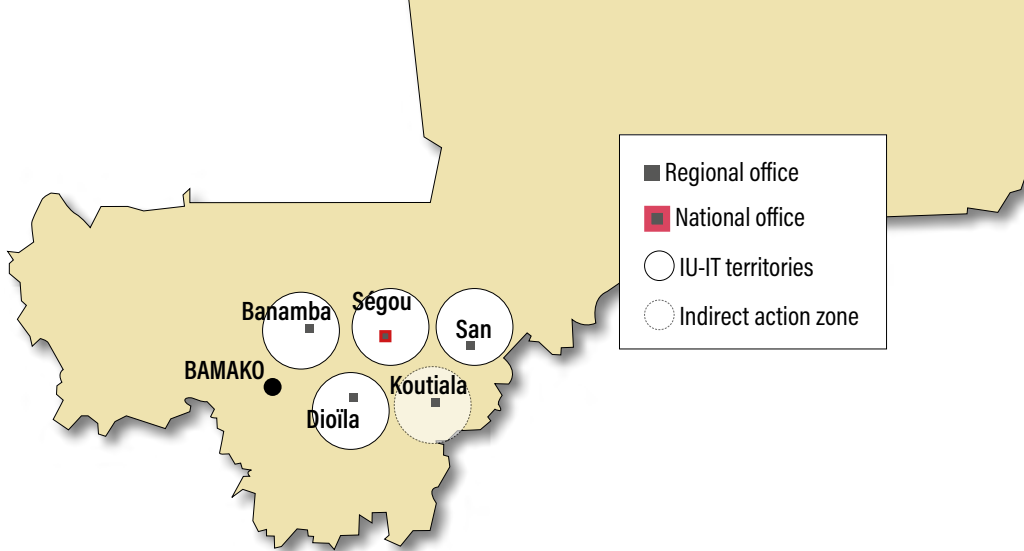 Regional office
National office
IU-IT territories
Indirect action zone
Banamba
Ségou
San
BAMAKO
Koutiala
Dioïla